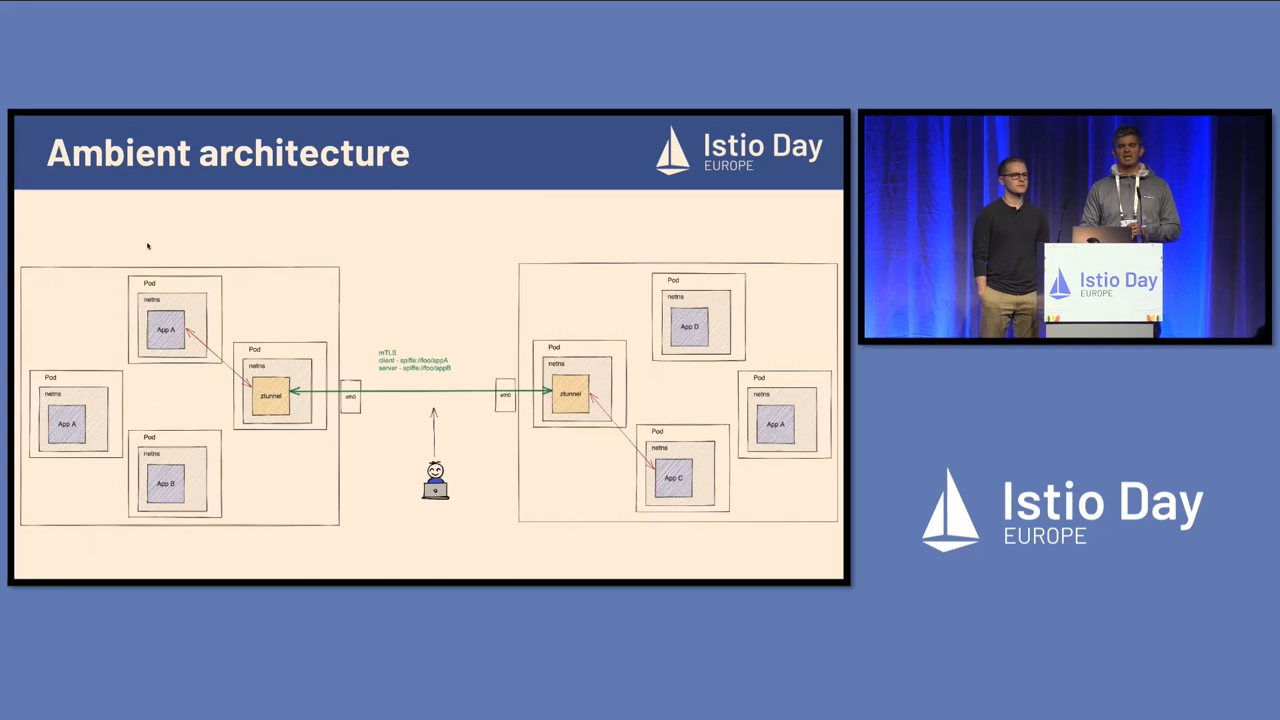 Ambient architecture
Istio Day
EUROPE
Pod
netns
App A
Pod
netns
ztunnel
Pod
netns
App A
Pod
netns
App B
eth0
mTLS
client - spiffe://foo/appA
server - spiffe://foo/appB
eth0
Pod
netns
App D
Pod
netns
ztunnel
Pod
netns
App A
Pod
netns
App C
Istio Day
EUROPE
Istio Day
EUROPE